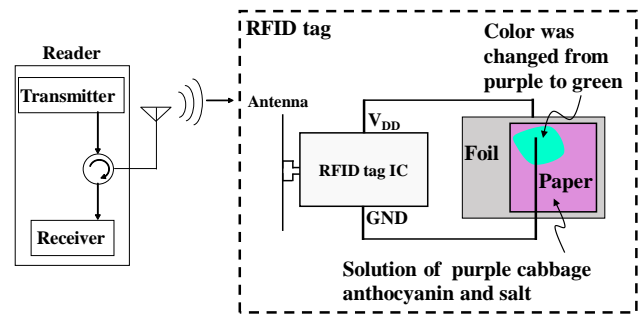 Reader
Transmitter
Receiver
RFID tag
Antenna
V_DD
RFID tag IC
GND
Color was
changed from
purple to green
Foil
Paper
Solution of purple cabbage
anthocyanin and salt